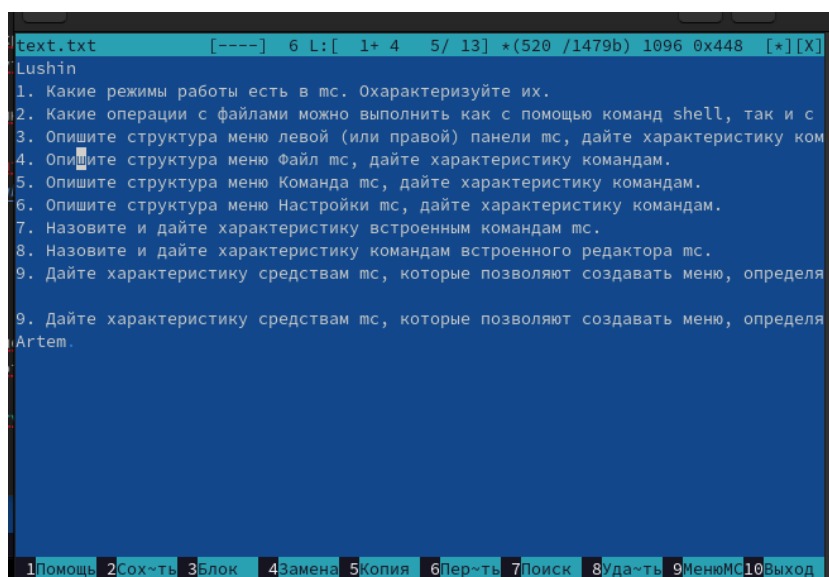 text.txt [----] 6 L:[ 1+ 4 5/ 13] *(520 /1479b) 1096 0x448 [*][X]
Lushin
1. Какие режимы работы есть в mc. Охарактеризуйте их.
2. Какие операции с файлами можно выполнить как с помощью команд shell, так и с
3. Опишите структура меню левой (или правой) панели mc, дайте характеристику ком
4. Опишите структура меню Файл mc, дайте характеристику командам.
5. Опишите структура меню Команда mc, дайте характеристику командам.
6. Опишите структура меню Настройки mc, дайте характеристику командам.
7. Назовите и дайте характеристику встроенным командам mc.
8. Назовите и дайте характеристику командам встроенного редактора mc.
9. Дайте характеристику средствам mc, которые позволяют создавать меню, определя
9. Дайте характеристику средствам mc, которые позволяют создавать меню, определя
Artem.
1Помощь 2Сох~ть 3Блок 4Замена 5Копия 6Пер~ть 7Поиск 8Уда~ть 9МенюMC 10Выход